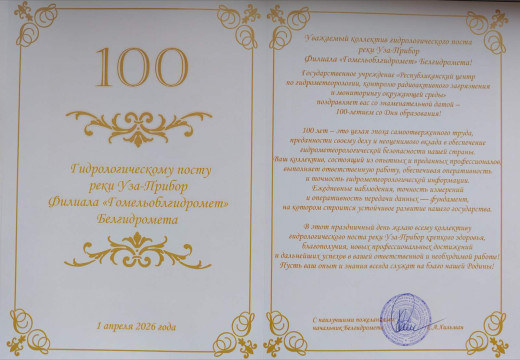 100
Гидрологическому посту
реки Уза-Прибор
Филиала «Гомельоблгидромет»
Белгидромета
1 апреля 2026 года
Уважаемый коллектив гидрологического поста
реки Уза-Прибор
Филиала «Гомельоблгидромет» Белгидромета!
Государственное учреждение «Республиканский центр
по гидрометеорологии, контролю радиоактивного загрязнения
и мониторингу окружающей среды»
поздравляет вас со знаменательной датой –
100-летием со Дня образования!
100 лет – это целая эпоха самоотверженного труда,
преданности своему делу и неоценимого вклада в обеспечение
гидрометеорологической безопасности нашей страны.
Ваш коллектив, состоящий из опытных и преданных профессионалов,
выполняет ответственную работу, обеспечивая оперативность
и точность гидрометеорологической информации.
Ежедневные наблюдения, точность измерений
и оперативность передачи данных — фундамент,
на котором строится устойчивое развитие нашего государства.
В этот праздничный день желаю всему коллективу
гидрологического поста реки Уза-Прибор крепкого здоровья,
благополучия, новых профессиональных достижений
и дальнейших успехов в нашей ответственной и необходимой работе!
Пусть ваш опыт и знания всегда служат на благо нашей Родины!
С наилучшими пожеланиями,
начальник Белгидромета